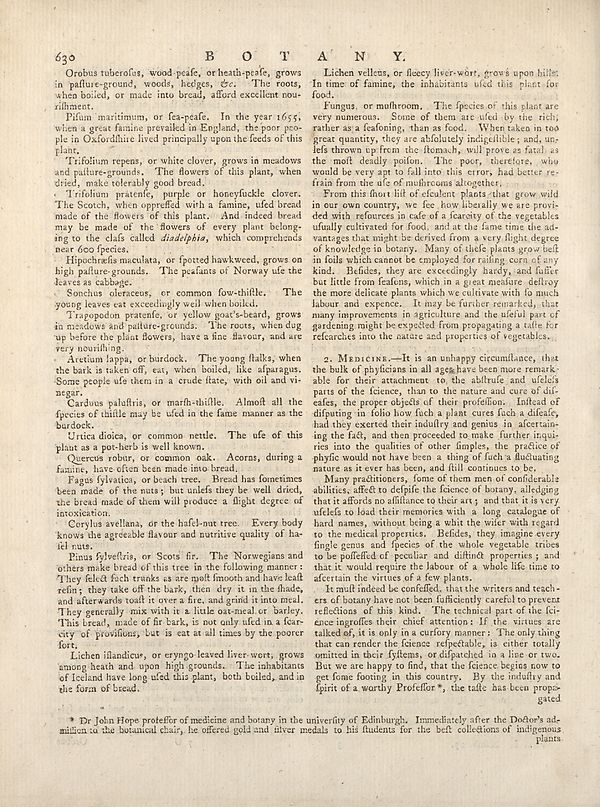 630 B O T A N Y.
Orobus tuberoſus, wood-peaſe, or heath-peaſe, grows
in paſture-ground, woods, hedges, &c. The roots,
when boiled, or made into bread, afford excellent nou-
riſhment.
Piſum maritimum, or ſea-peaſe. In the year 1655,
when a great famine prevailed in England, the poor peo-
ple in Oxfordſhire lived principally upon the ſeeds of this
plant.
Trifolium repens, or white clover, grows in meadows
and paſture-grounds. The flowers of this plant, when
dried, make tolerably good bread.
Trifolium pratenſe, purple or honeyſuckle clover.
The Scotch, when oppreſſed with a famine, uſed bread
made of the flowers of this plant. And indeed bread
may be made of the flowers of every plant belong-
ing to the claſs called diadelphia, which comprehends
near 600 ſpecies.
Hipochræſis maculata, or ſpotted hawkweed, grows on
high paſture-grounds. The peaſants of Norway uſe the
leaves as cabbage.
Sonchus oleraceus, or common ſow-thiſtle. The
young leaves eat exceedingly well when boiled.
Tragopodon pratenſe, or yellow goat's-beard, grows
in meadows and paſture-grounds. The roots, when dug
up before the plant flowers, have a fine flavour, and are
very nouriſhing.
Arctium lappa, or burdock. The young ſtalks, when
the bark is taken off, eat, when boiled, like aſparagus.
Some people uſe them in a crude ſtate, with oil and vi-
negar.
Carduus paluſtris, or marſh-thiſtle. Almoſt all the
ſpecies of thiſtle may be uſed in the ſame manner as the
burdock.
Urtica dioica, or common nettle. The uſe of this
plant as a pot-herb is well known.
Quercus robur, or common oak. Acorns, during a
famine, have often been made into bread.
Fagus ſylvatica, or beach tree. Bread has ſometimes
been made of the nuts; but unleſs they be well dried,
the bread made of them will produce a ſlight degree of
intoxication.
Corylus avellana, or the haſel-nut tree. Every body
knows the agreeable flavour and nutritive quality of ha-
ſel nuts.
Pinus ſylveſtris, or Scots fir. The Norwegians and
others make bread of this tree in the following manner:
They ſelect ſuch trunks as are moſt ſmooth and have leaſt
reſin; they take off the bark, then dry it in the ſhade,
and afterwards toaſt it over a fire, and grind it into meal.
They generally mix with it a little oat-meal or barley.
This bread, made of fir bark, is not only uſed in a ſcar-
city of proviſions, but is eat at all times by the poorer
ſort.
Lichen iſlandicus, or eryngo leaved liver-wort, grows
among heath and upon high grounds. The inhabitants
of Iceland have long uſed this plant, both boiled, and in
the form of bread.
Lichen velleus, or fleecy liver-wort, grows upon hills.
In time of famine, the inhabitants uſed this plant for
food.
Fungus, or muſhroom. The ſpecies of this plant are
very numerous. Some of them are uſed by the rich,
rather as a ſeaſoning, than as food. When taken in too
great quantity, they are abſolutely indigeſtible; and, un-
leſs thrown up from the ſtomach, will prove as fatal as
the moſt deadly poiſon. The poor, therefore, who
would be very apt to fall into this error, had better re-
frain from the uſe of muſhrooms altogether.
From this ſhort liſt of eſculent plants that grow wild
in our own country, we ſee how liberally we are provi-
ded with reſources in caſe of a ſcarcity of the vegetables
uſually cultivated for food, and at the ſame time the ad-
vantages that might be derived from a very ſlight degree
of knowledge in botany. Many of theſe plants grow beſt
in ſoils which cannot be employed for raiſing corn of any
kind. Beſides, they are exceedingly hardy, and ſuffer
but little from heats, which in a great meaſure deſtroy
the more delicate plants which we cultivate with ſo much
labour and expence. It may be further remarked, that
many improvements in agriculture and the uſeful part of
gardening might be expected from propagating a taſte for
reſearches into the nature and properties of vegetables.
2. MEDICINE.—It is an unhappy circumſtance, that
the bulk of phyſicians in all ages have been more remark-
able for their attachment to the abſtruſe and uſeleſs
parts of the ſcience, than to the nature and cure of diſ-
eaſes, the proper objects of their profeſſion. Inſtead of
diſputing in folio how ſuch a plant cures ſuch a diſeaſe,
had they exerted their induſtry and genius in aſcertain-
ing the fact, and then proceeded to make further inqui-
ries into the qualities of other ſimples, the practice of
phyſic would not have been a thing of ſuch a fluctuating
nature as it ever has been, and ſtill continues to be.
Many practitioners, ſome of them men of conſiderable
abilities, affect to deſpiſe the ſcience of botany, alledging
that it affords no aſſiſtance to their art; and that it is very
uſeleſs to load their memories with a long catalogue of
hard names, without being a whit the wiſer with regard
to the medical properties. Beſides, they imagine every
ſingle genus and ſpecies of the whole vegetable tribes
to be poſſeſſed of peculiar and diſtinct properties; and
that it would require the labour of a whole life time to
aſcertain the virtues of a few plants.
It muſt indeed be confeſſed, that the writers and teach-
ers of botany have not been ſufficiently careful to prevent
reflections of this kind. The technical part of the ſci-
ence ingroſſes their chief attention: If the virtues are
talked of, it is only in a curſory manner: The only thing
that can render the ſcience reſpectable, is either totally
omitted in their ſyſtems, or diſpatched in a line or two.
But we are happy to find, that the ſcience begins now to
get ſome footing in this country. By the induſtry and
ſpirit of a worthy Profeſſor *, the taſte has been propa-
gated
* Dr John Hope profeſſor of medicine and botany in the univerſity of Edinburgh. Immediately after the Doctor's ad-
miſſion to the botanical chair, he offered gold and ſilver medals to his ſtudents for the beſt collections of indigenous
plants